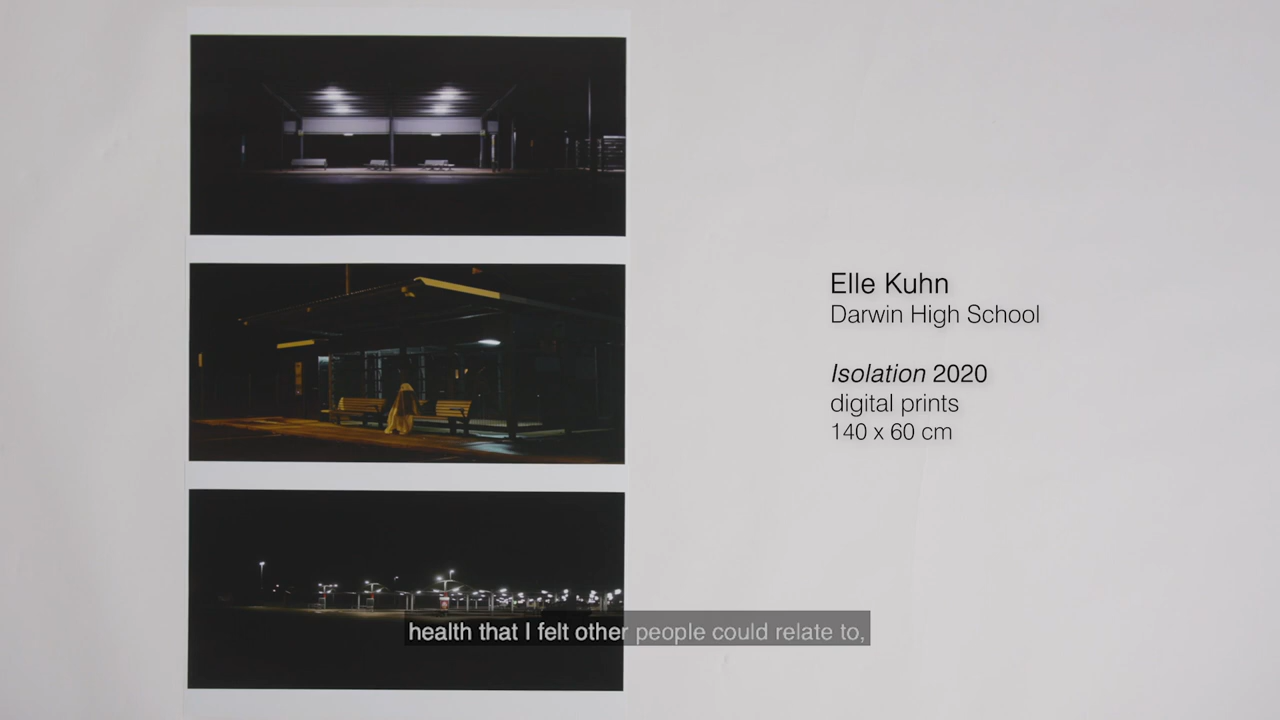 Elle Kuhn
Darwin High School
Isolation 2020
digital prints
140 x 60 cm
health that I felt other people could relate to,